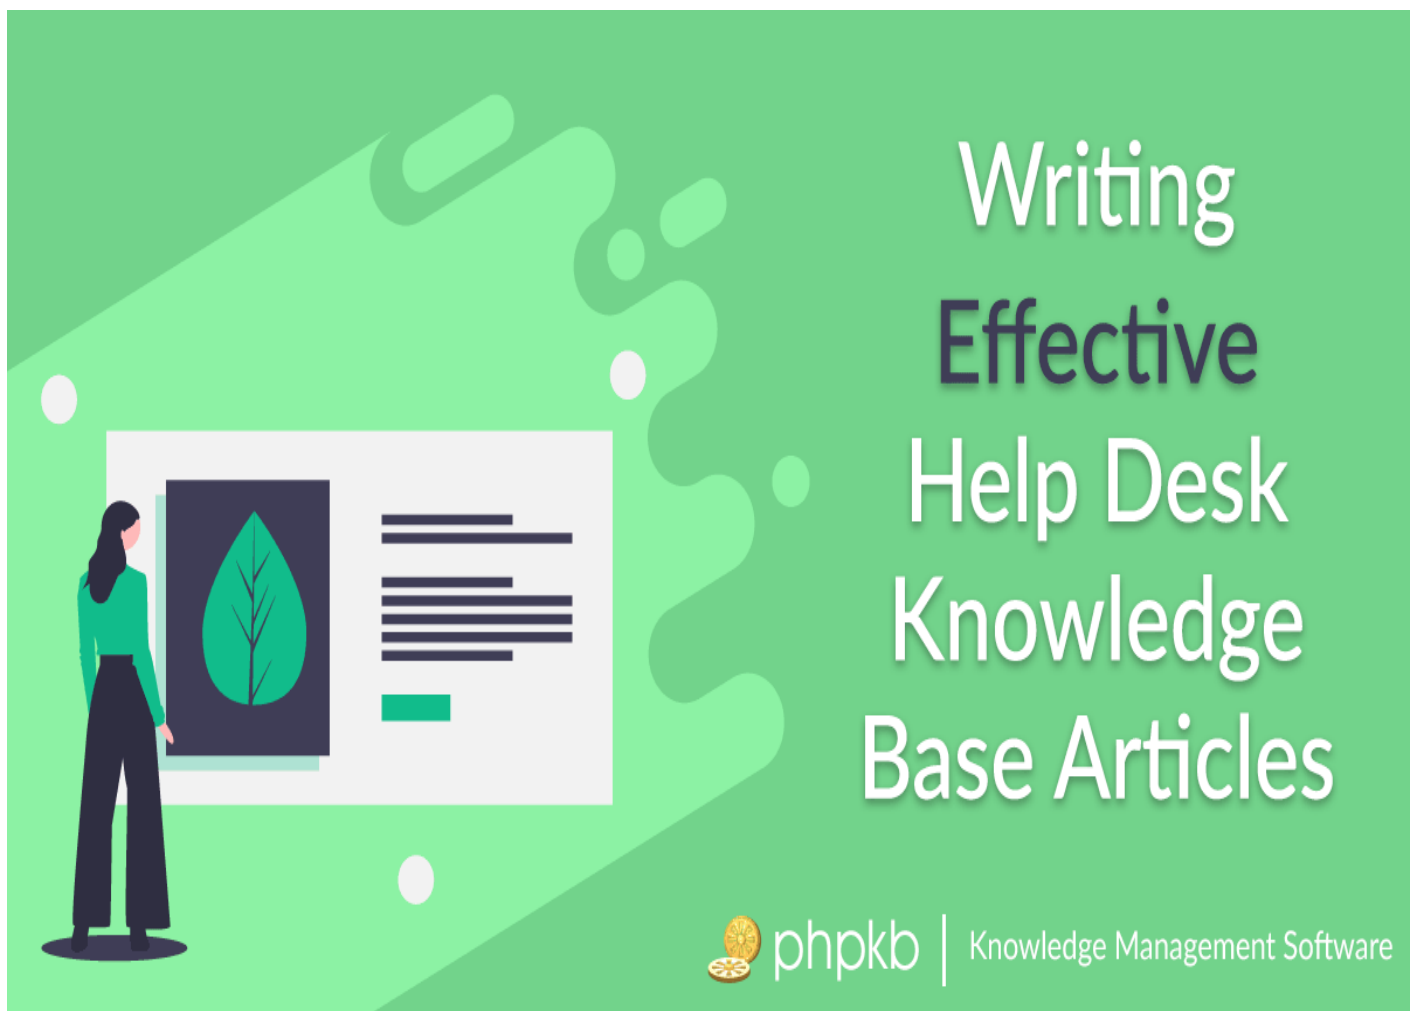 Writing
Effective
Help Desk
Knowledge
Base Articles
phpkb | Knowledge Management Software